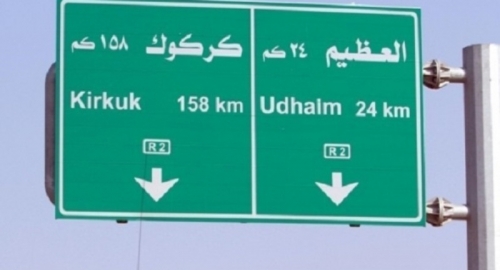 كركوك ١٥٨ كم
Kirkuk 158 km
R2
العظيم ٢٤ كم
Udhalm 24 km
R2